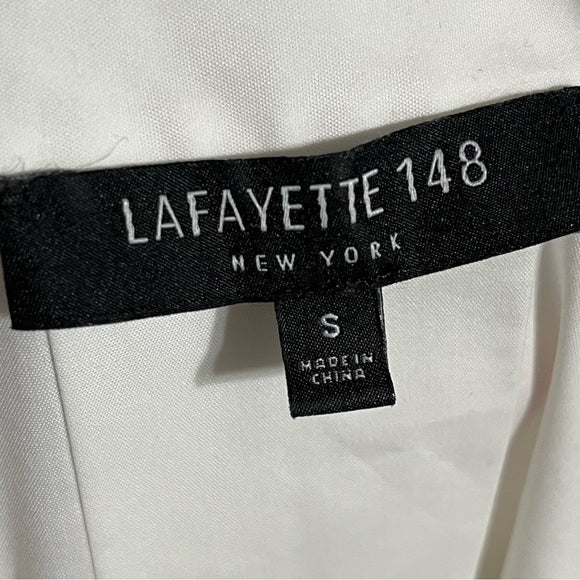 LAFAYETTE 148
NEW YORK
S
MADE IN
CHINA